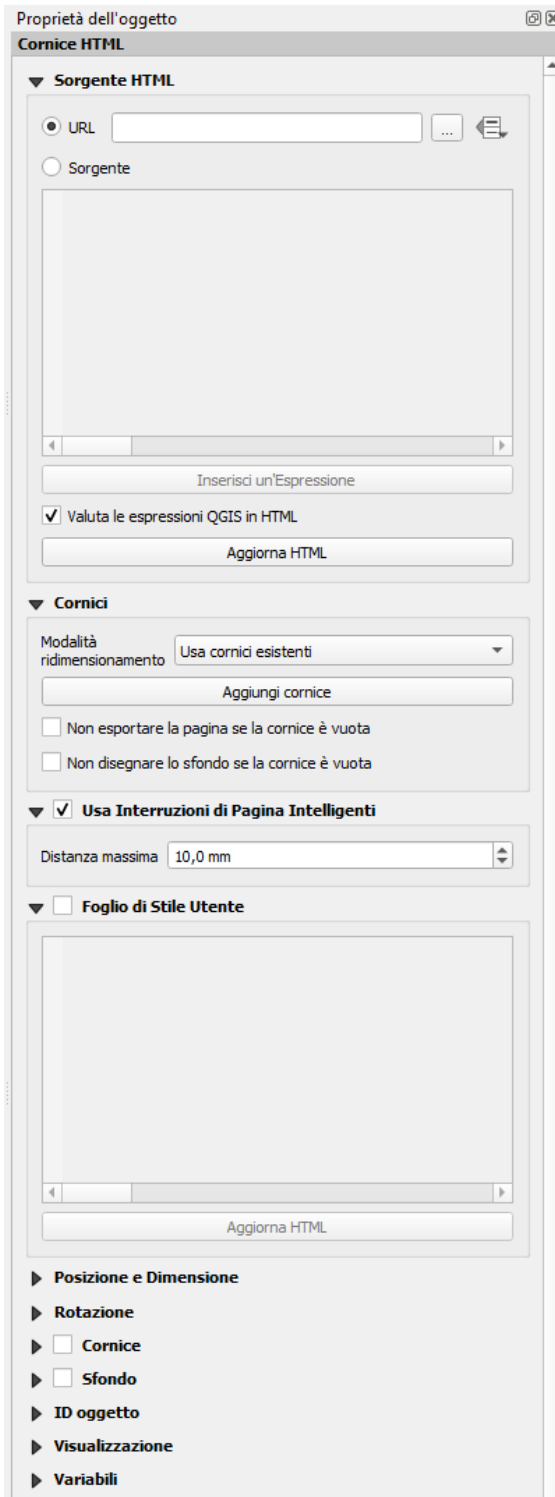 Proprietà dell'oggetto
Cornice HTML
Sorgente HTML
URL
...
Sorgente
Inserisci un'Espressione
Valuta le espressioni QGIS in HTML
Aggiorna HTML
Cornici
Modalità
ridimensionamento
Usa cornici esistenti
Aggiungi cornice
Non esportare la pagina se la cornice è vuota
Non disegnare lo sfondo se la cornice è vuota
Usa Interruzioni di Pagina Intelligenti
Distanza massima 10,0 mm
Foglio di Stile Utente
Aggiorna HTML
Posizione e Dimensione
Rotazione
Cornice
Sfondo
ID oggetto
Visualizzazione
Variabili